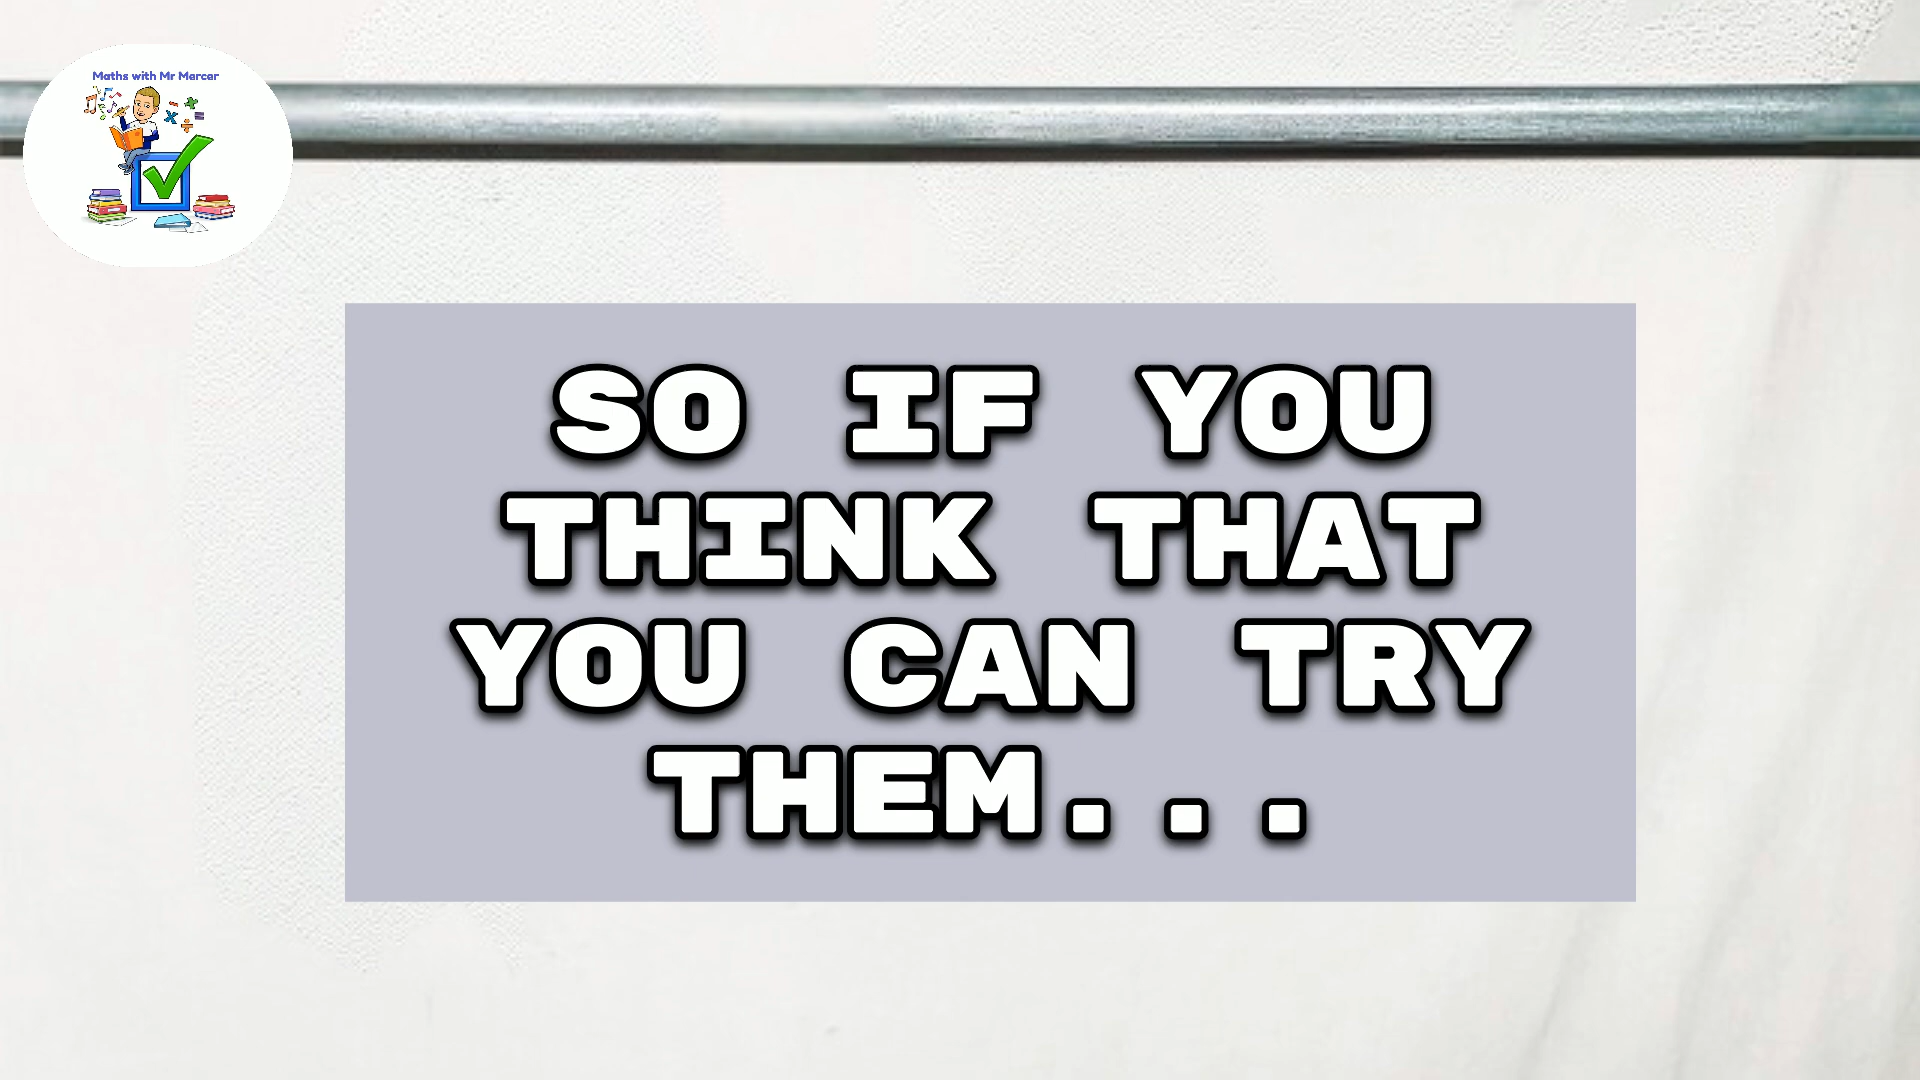 Maths with Mr Mercer
SO IF YOU
THINK THAT
YOU CAN TRY
THEM...